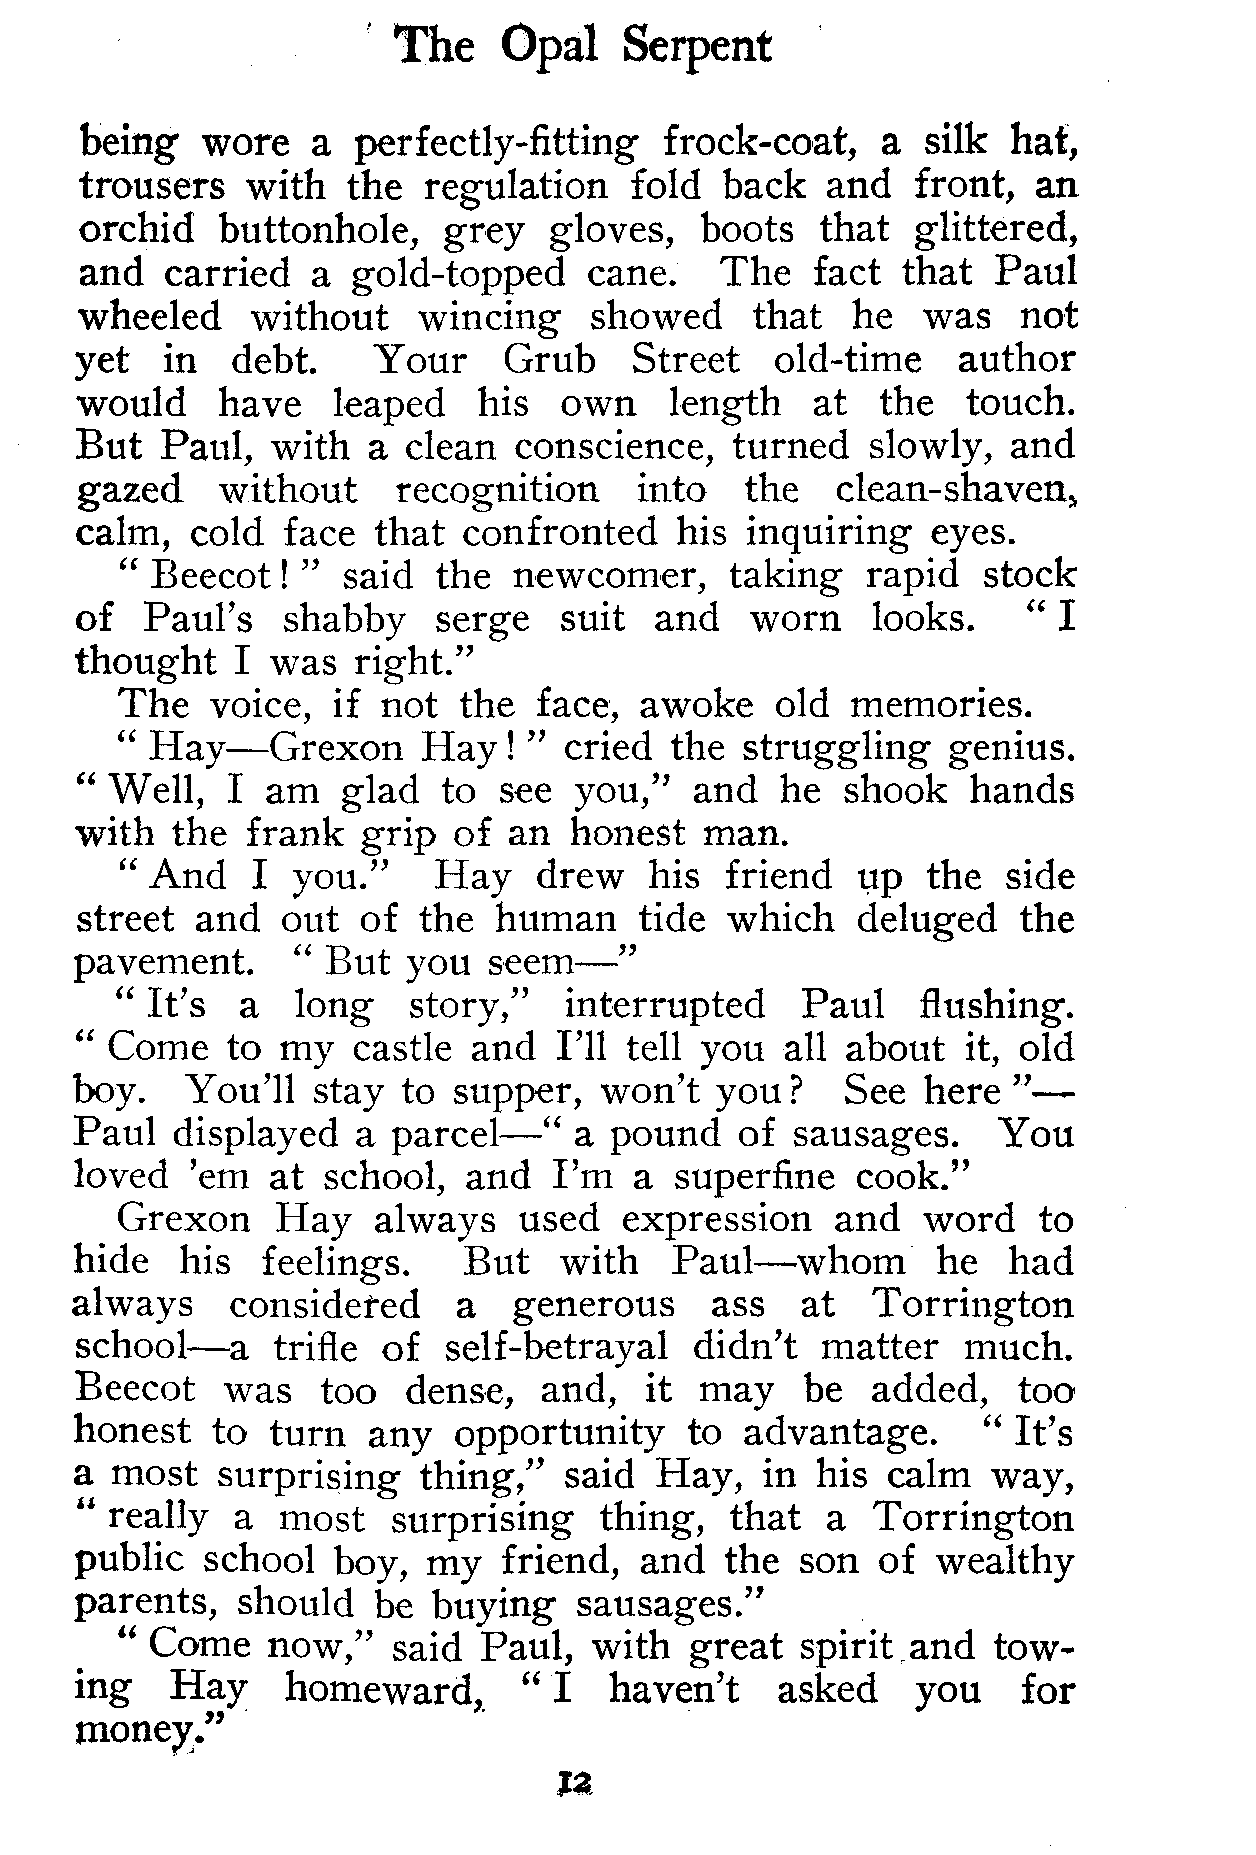 The Opal Serpent
being wore a perfectly-fitting frock-coat, a silk hat,
trousers with the regulation fold back and front, an
orchid buttonhole, grey gloves, boots that glittered,
and carried a gold-topped cane. The fact that Paul
wheeled without wincing showed that he was not
yet in debt. Your Grub Street old-time author
would have leaped his own length at the touch.
But Paul, with a clean conscience, turned slowly, and
gazed without recognition into the clean-shaven,
calm, cold face that confronted his inquiring eyes.
“ Beecot ! ” said the newcomer, taking rapid stock
of Paul’s shabby serge suit and worn looks. “ I
thought I was right.”
The voice, if not the face, awoke old memories.
“ Hay—Grexon Hay ! ” cried the struggling genius.
“ Well, I am glad to see you,” and he shook hands
with the frank grip of an honest man.
“ And I you.” Hay drew his friend up the side
street and out of the human tide which deluged the
pavement. “ But you seem—”
“ It’s a long story,” interrupted Paul flushing.
“ Come to my castle and I’ll tell you all about it, old
boy. You’ll stay to supper, won’t you ? See here ”—
Paul displayed a parcel—“ a pound of sausages. You
loved ’em at school, and I’m a superfine cook.”
Grexon Hay always used expression and word to
hide his feelings. But with Paul—whom he had
always considered a generous ass at Torrington
school—a trifle of self-betrayal didn’t matter much.
Beecot was too dense, and, it may be added, too
honest to turn any opportunity to advantage. “ It’s
a most surprising thing,” said Hay, in his calm way,
“ really a most surprising thing, that a Torrington
public school boy, my friend, and the son of wealthy
parents, should be buying sausages.”
“ Come now,” said Paul, with great spirit and tow-
ing Hay homeward, “ I haven’t asked you for
money.”
12